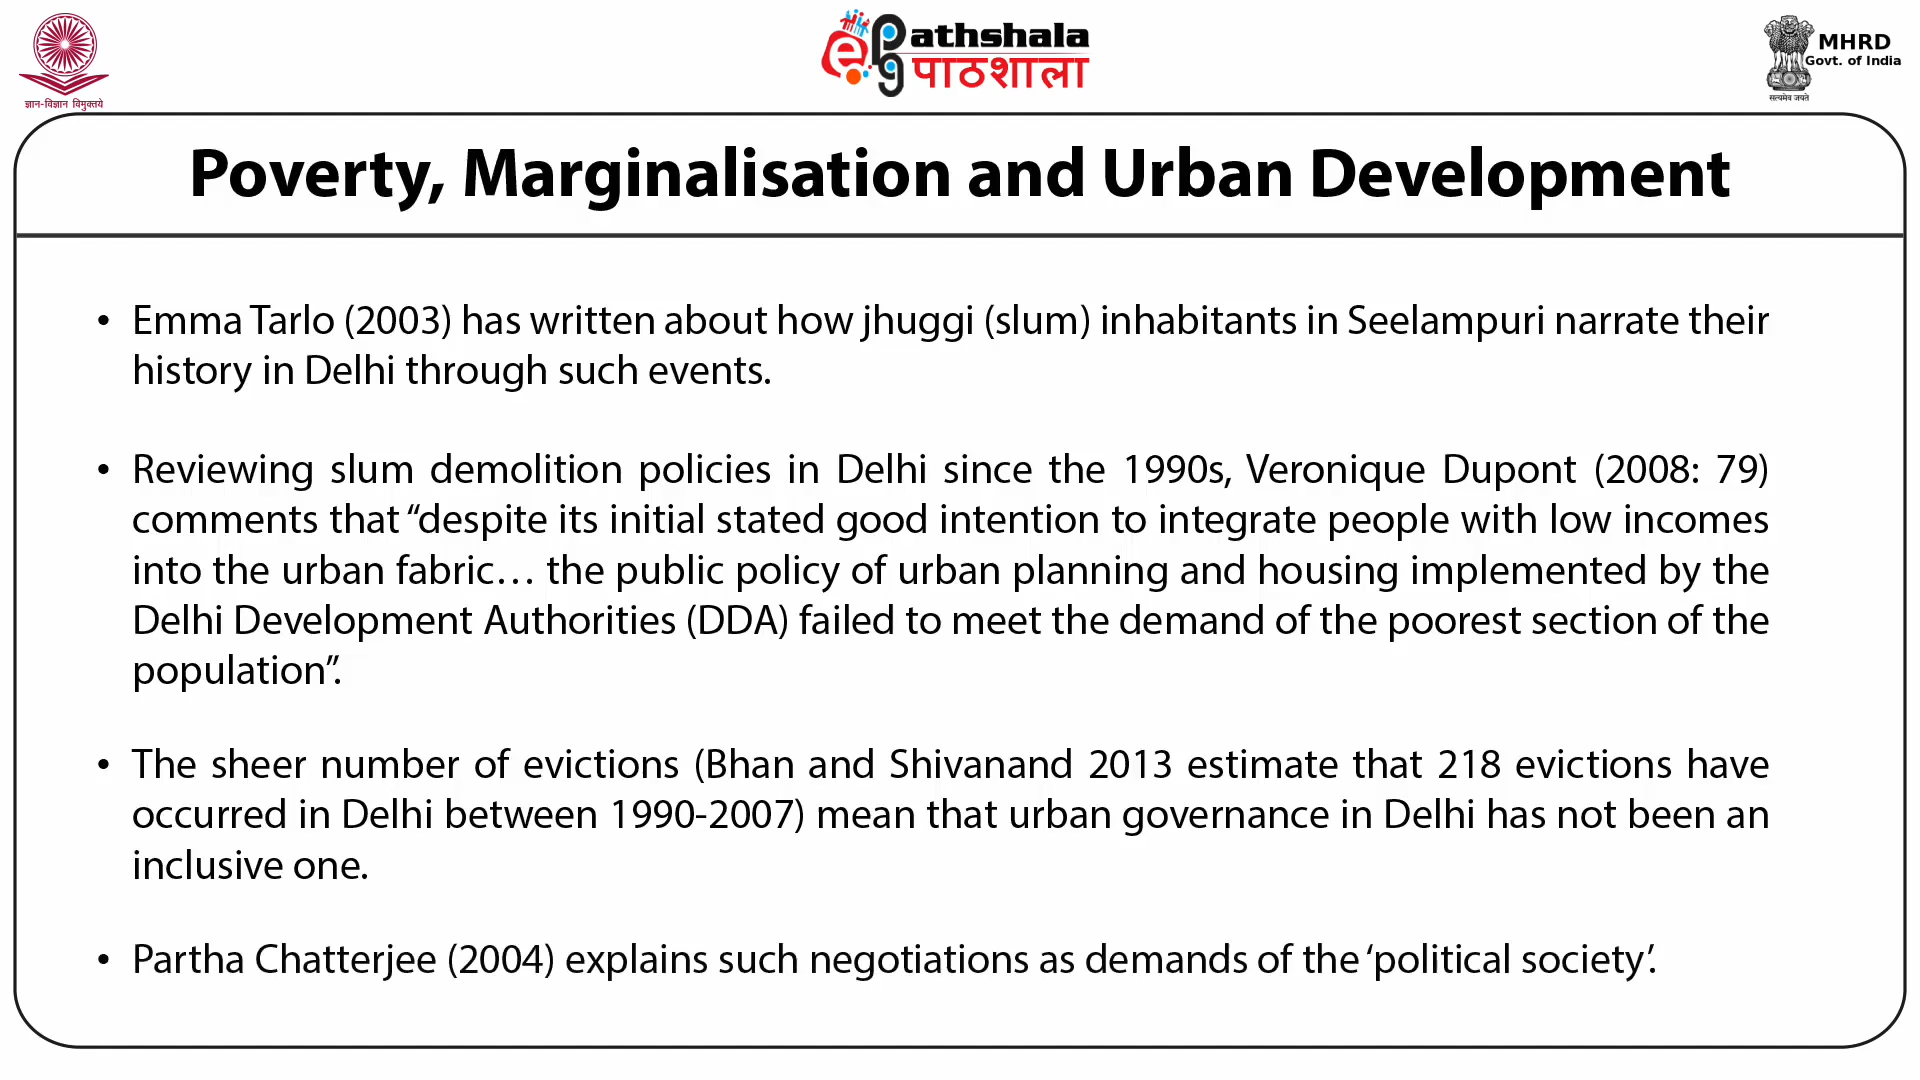 ज्ञान-विज्ञान विमुक्तये
ePG athshala
पाठशाला
MHRD
Govt. of India
सत्यमेव जयते
Poverty, Marginalisation and Urban Development
• Emma Tarlo (2003) has written about how jhuggi (slum) inhabitants in Seelampuri narrate their
history in Delhi through such events.
• Reviewing slum demolition policies in Delhi since the 1990s, Veronique Dupont (2008: 79)
comments that “despite its initial stated good intention to integrate people with low incomes
into the urban fabric… the public policy of urban planning and housing implemented by the
Delhi Development Authorities (DDA) failed to meet the demand of the poorest section of the
population”.
• The sheer number of evictions (Bhan and Shivanand 2013 estimate that 218 evictions have
occurred in Delhi between 1990-2007) mean that urban governance in Delhi has not been an
inclusive one.
• Partha Chatterjee (2004) explains such negotiations as demands of the ‘political society’.